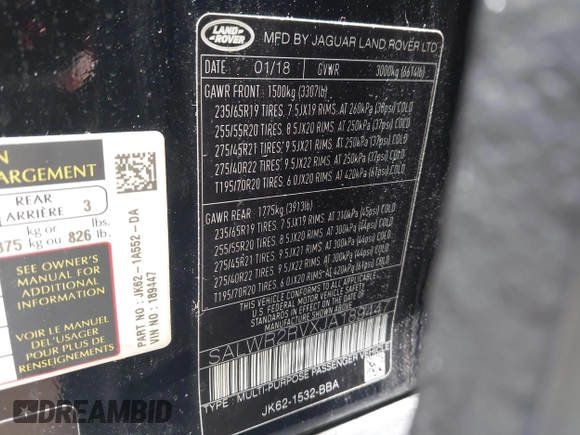 LAND
ROVER
MFD BY JAGUAR LAND ROVER LTD
DATE 01/18 GVWR 3000kg (6614lb)
GAWR FRONT: 1500kg (3307lb)
235/65R19 TIRES, 7.5JX19 RIMS, AT 260kPa (38psi) COLD
255/55R20 TIRES, 8.5JX20 RIMS, AT 250kPa (37psi) COLD
275/45R21 TIRES, 9.5JX21 RIMS, AT 250kPa (37psi) COLD
275/40R22 TIRES, 9.5JX22 RIMS, AT 250kPa (37psi) COLD
T195/70R20 TIRES, 6.0JX20 RIMS, AT 420kPa (61psi) COLD
GAWR REAR: 1775kg (3913lb)
235/65R19 TIRES, 7.5JX19 RIMS, AT 310kPa (45psi) COLD
255/55R20 TIRES, 8.5JX20 RIMS, AT 300kPa (44psi) COLD
275/45R21 TIRES, 9.5JX21 RIMS, AT 300kPa (44psi) COLD
275/40R22 TIRES, 9.5JX22 RIMS, AT 300kPa (44psi) COLD
T195/70R20 TIRES, 6.0JX20 RIMS, AT 420kPa (61psi) COLD
THIS VEHICLE CONFORMS TO ALL APPLICABLE
U.S. FEDERAL MOTOR VEHICLE SAFETY
IN EFFECT ON THE DATE OF MANUFACTURE
SHOWN ABOVE.
SALWR2RVXJA189447
TYPE: MULTI-PURPOSE PASSENGER VEHICLE
JK62-1532-BBA
ARGEMENT
REAR
ARRIÈRE 3
kg or lbs.
375 kg ou 826 lb.
SEE OWNER'S
MANUAL FOR
ADDITIONAL
INFORMATION
VOIR LE MANUEL
DE L'USAGER
POUR PLUS DE
RENSEIGNEMENTS
PART NO: JK62-1A552-DA
VIN NO: 189447
DREAMBID